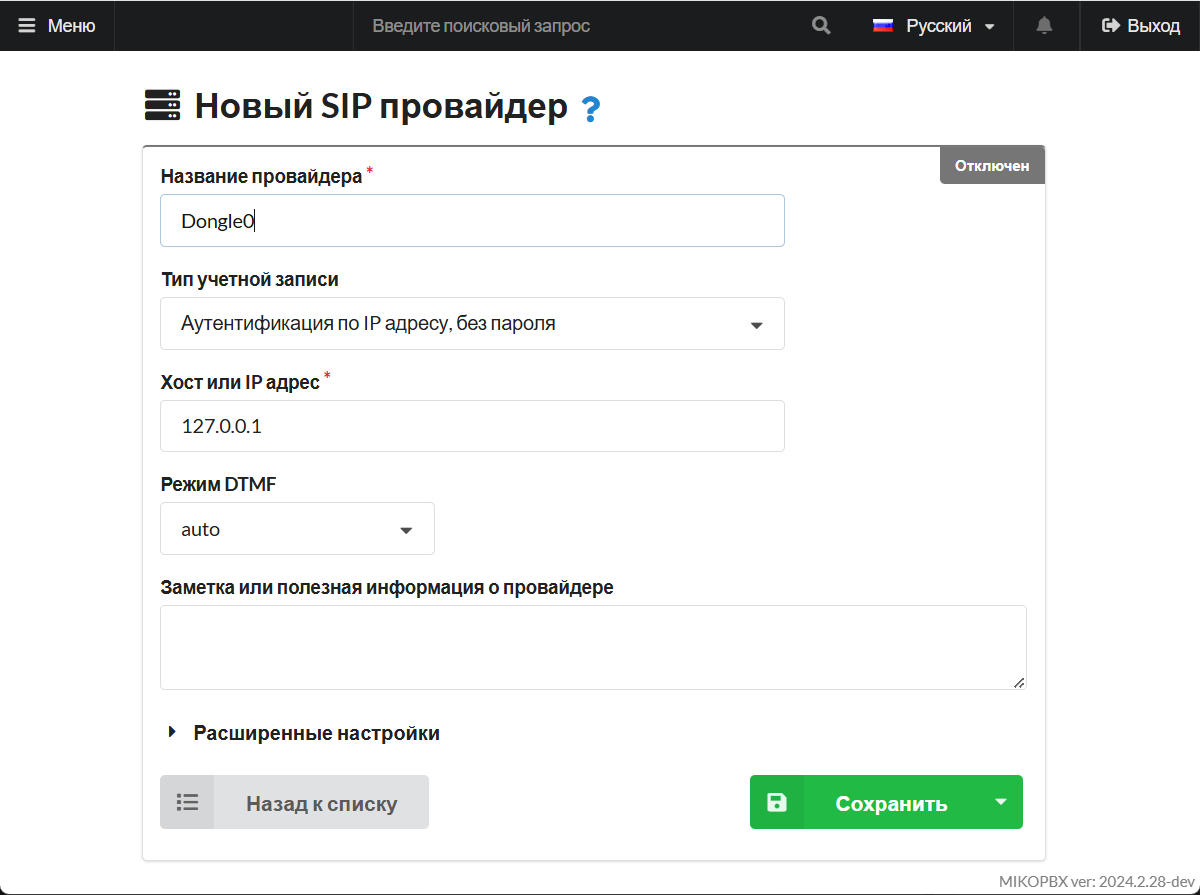 Меню
Введите поисковый запрос
Русский
Выход
Новый SIP провайдер ?
Отключен
Название провайдера *
Dongle0
Тип учетной записи
Аутентификация по IP адресу, без пароля
Хост или IP адрес *
127.0.0.1
Режим DTMF
auto
Заметка или полезная информация о провайдере
Расширенные настройки
Назад к списку
Сохранить
MIKOPBX ver: 2024.2.28-dev